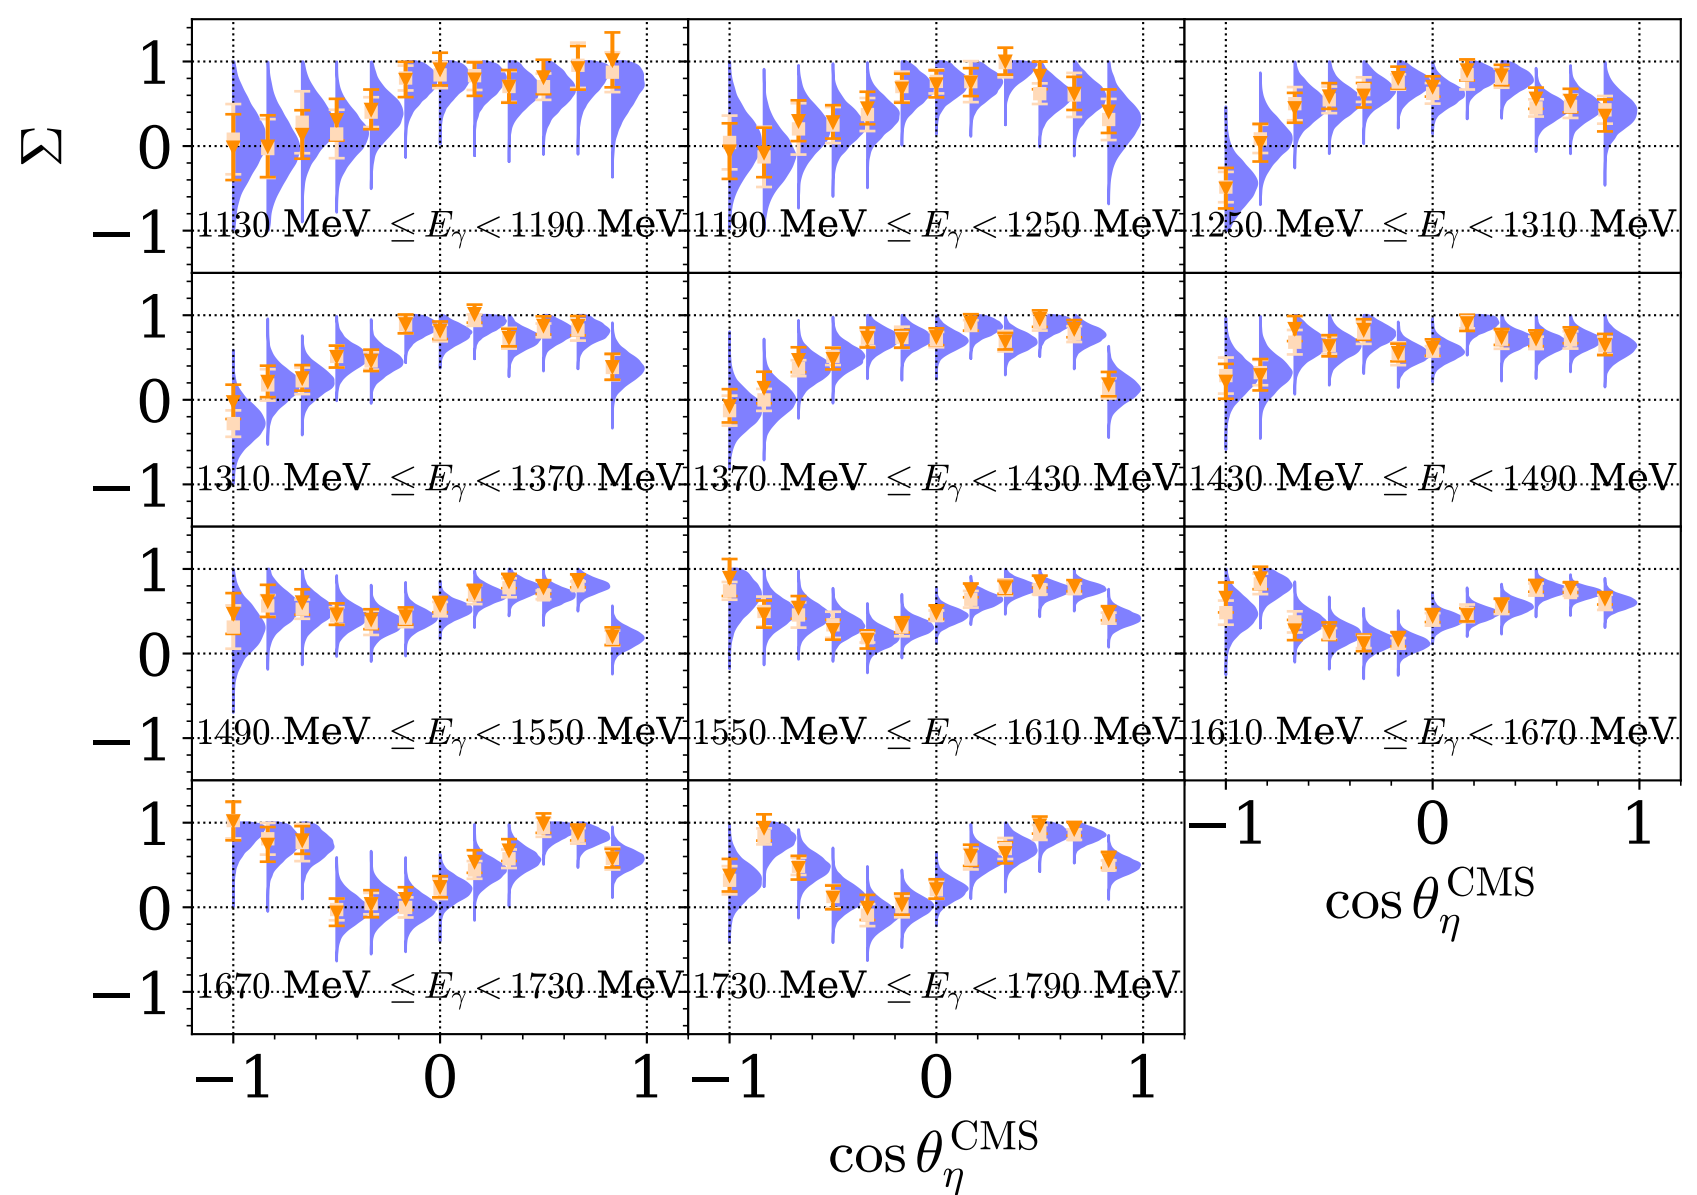 Σ
1
0
−1
1130 MeV ≤ E_γ < 1190 MeV
1190 MeV ≤ E_γ < 1250 MeV
1250 MeV ≤ E_γ < 1310 MeV
1
0
−1
1310 MeV ≤ E_γ < 1370 MeV
1370 MeV ≤ E_γ < 1430 MeV
1430 MeV ≤ E_γ < 1490 MeV
1
0
−1
1490 MeV ≤ E_γ < 1550 MeV
1550 MeV ≤ E_γ < 1610 MeV
1610 MeV ≤ E_γ < 1670 MeV
−1 0 1
cos θ_η^CMS
1
0
−1
1670 MeV ≤ E_γ < 1730 MeV
1730 MeV ≤ E_γ < 1790 MeV
−1 0 1
−1 0 1
cos θ_η^CMS